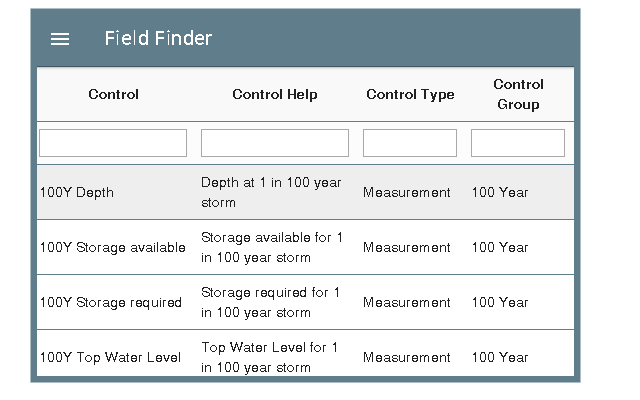 Field Finder
Control Control Help Control Type Control Group
100Y Depth Depth at 1 in 100 year storm Measurement 100 Year
100Y Storage available Storage available for 1 in 100 year storm Measurement 100 Year
100Y Storage required Storage required for 1 in 100 year storm Measurement 100 Year
100Y Top Water Level Top Water Level for 1 in 100 year storm Measurement 100 Year